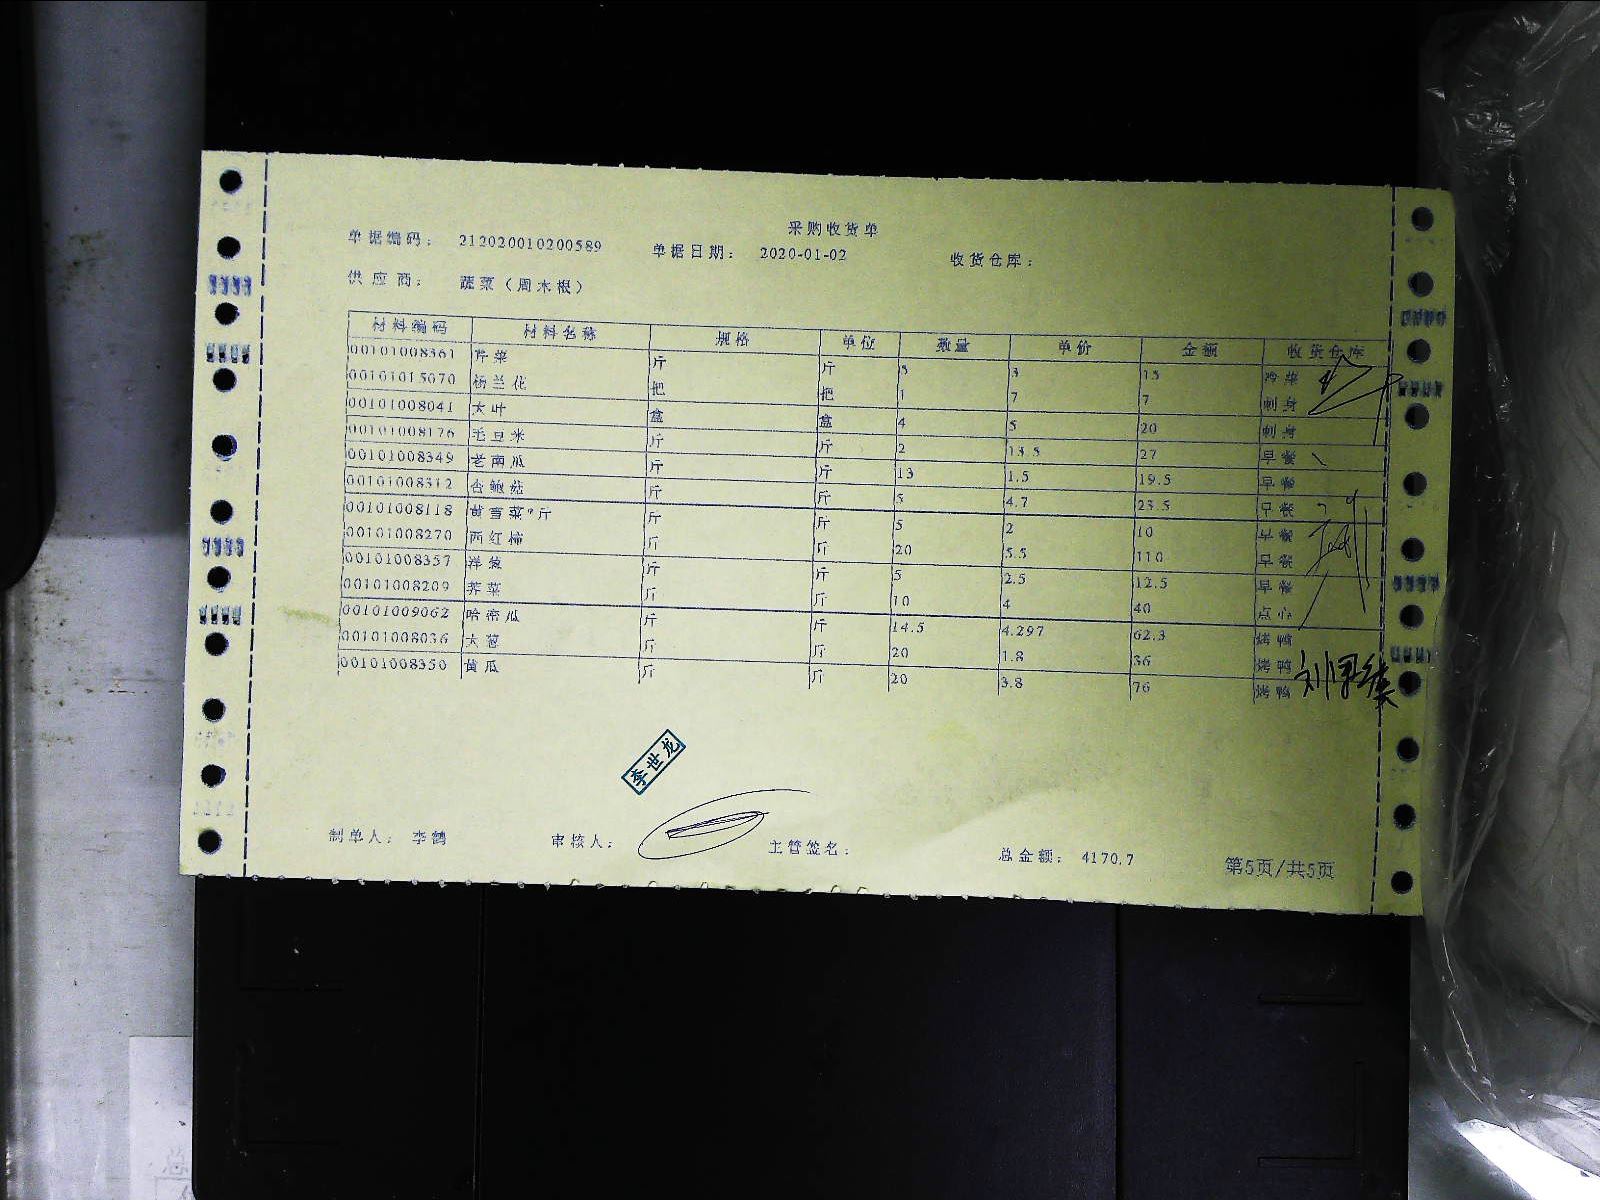 采购收货单
单据编码： 212020010200589 单据日期： 2020-01-02 收货仓库：
供应商： 蔬菜（周木根）
材料编码 材料名称 规格 单位 数量 单价 金额 收货仓库
00101008361 芹菜 斤 斤 5 3 15 冷菜
00101015070 杨兰花 把 把 1 7 7 刺身
00101008041 大叶 盒 盒 4 5 20 刺身
00101008176 毛豆米 斤 斤 2 13.5 27 早餐
00101008349 老南瓜 斤 斤 13 1.5 19.5 早餐
00101008312 杏鲍菇 斤 斤 5 4.7 23.5 早餐
00101008118 黄雪菜*斤 斤 斤 5 2 10 早餐
00101008270 西红柿 斤 斤 20 5.5 110 早餐
00101008357 洋葱 斤 斤 5 2.5 12.5 早餐
00101008209 荠菜 斤 斤 10 4 40 点心
00101009062 哈密瓜 斤 斤 14.5 4.297 62.3 烤鸭
00101008036 大葱 斤 斤 20 1.8 36 烤鸭
00101008350 黄瓜 斤 斤 20 3.8 76 烤鸭
李世龙
制单人： 李鹤 审核人： 主管签名： 总金额： 4170.7 第5页/共5页